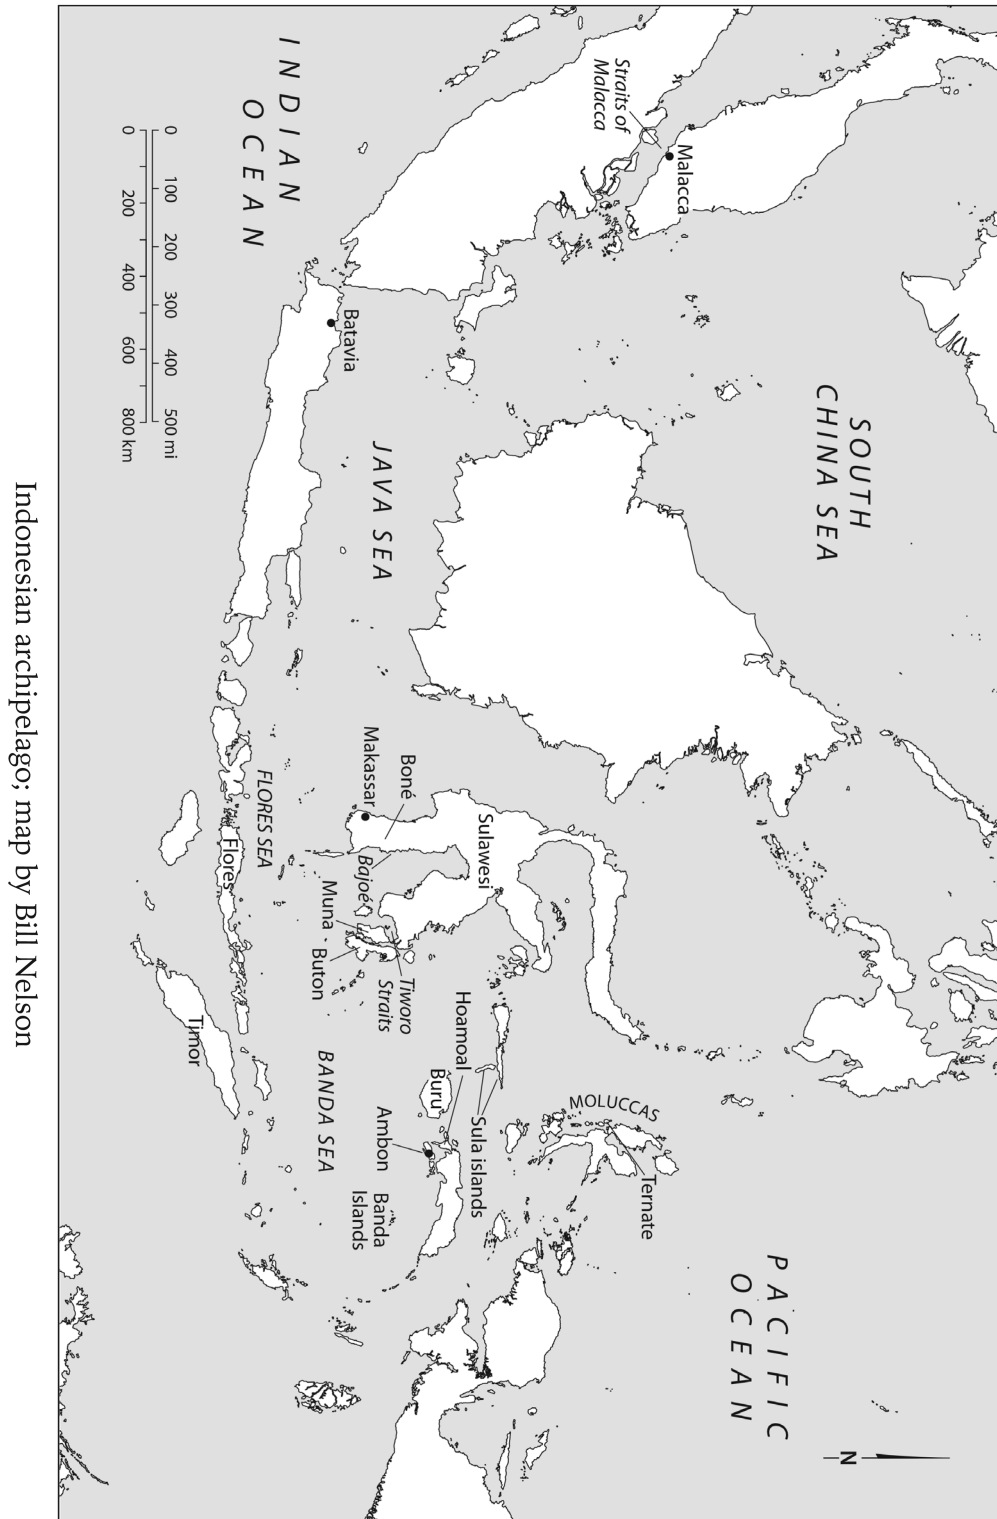 INDIAN
OCEAN
Straits of
Malacca
Malacca
SOUTH
CHINA SEA
Batavia
JAVA SEA
0 100 200 300 400 500 mi
0 200 400 600 800 km
FLORES SEA
Flores
Makassar
Boné
Bajoé
Sulawesi
Muna
Buton
Tiworo
Straits
Timor
BANDA SEA
Hoamoal
Buru
Sula islands
Ambon
Banda
Islands
MOLUCCAS
Ternate
PACIFIC
OCEAN
N
Indonesian archipelago; map by Bill Nelson